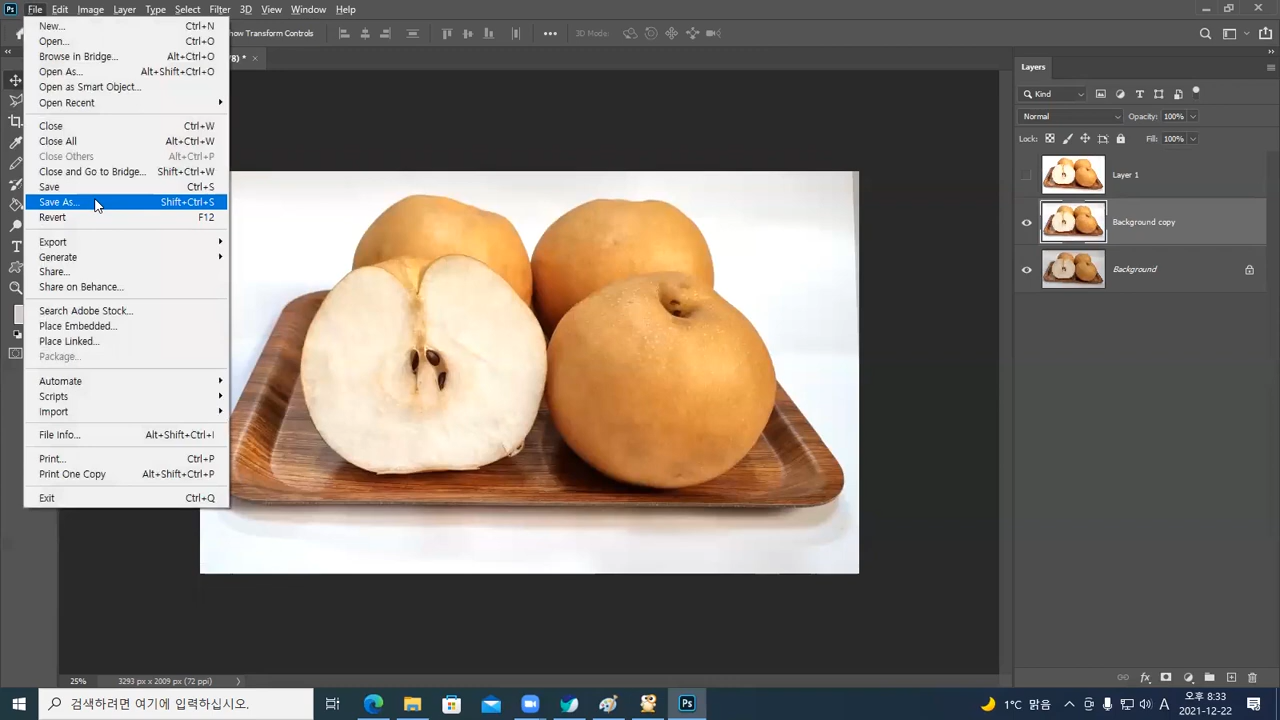 Ps File Edit Image Layer Type Select Filter 3D View Window Help
how Transform Controls ••• 3D Mode:
8) * ×
New... Ctrl+N
Open... Ctrl+O
Browse in Bridge... Alt+Ctrl+O
Open As... Alt+Shift+Ctrl+O
Open as Smart Object...
Open Recent
Close Ctrl+W
Close All Alt+Ctrl+W
Close Others Alt+Ctrl+P
Close and Go to Bridge... Shift+Ctrl+W
Save Ctrl+S
Save As... Shift+Ctrl+S
Revert F12
Export
Generate
Share...
Share on Behance...
Search Adobe Stock...
Place Embedded...
Place Linked...
Package...
Automate
Scripts
Import
File Info... Alt+Shift+Ctrl+I
Print... Ctrl+P
Print One Copy Alt+Shift+Ctrl+P
Exit Ctrl+Q
Layers
Kind
Normal Opacity: 100%
Lock: Fill: 100%
Layer 1
Background copy
Background
25% 3293 px x 2009 px (72 ppi)
fx
검색하려면 여기에 입력하십시오.
Ps
1°C 맑음 A 오후 8:33
2021-12-22